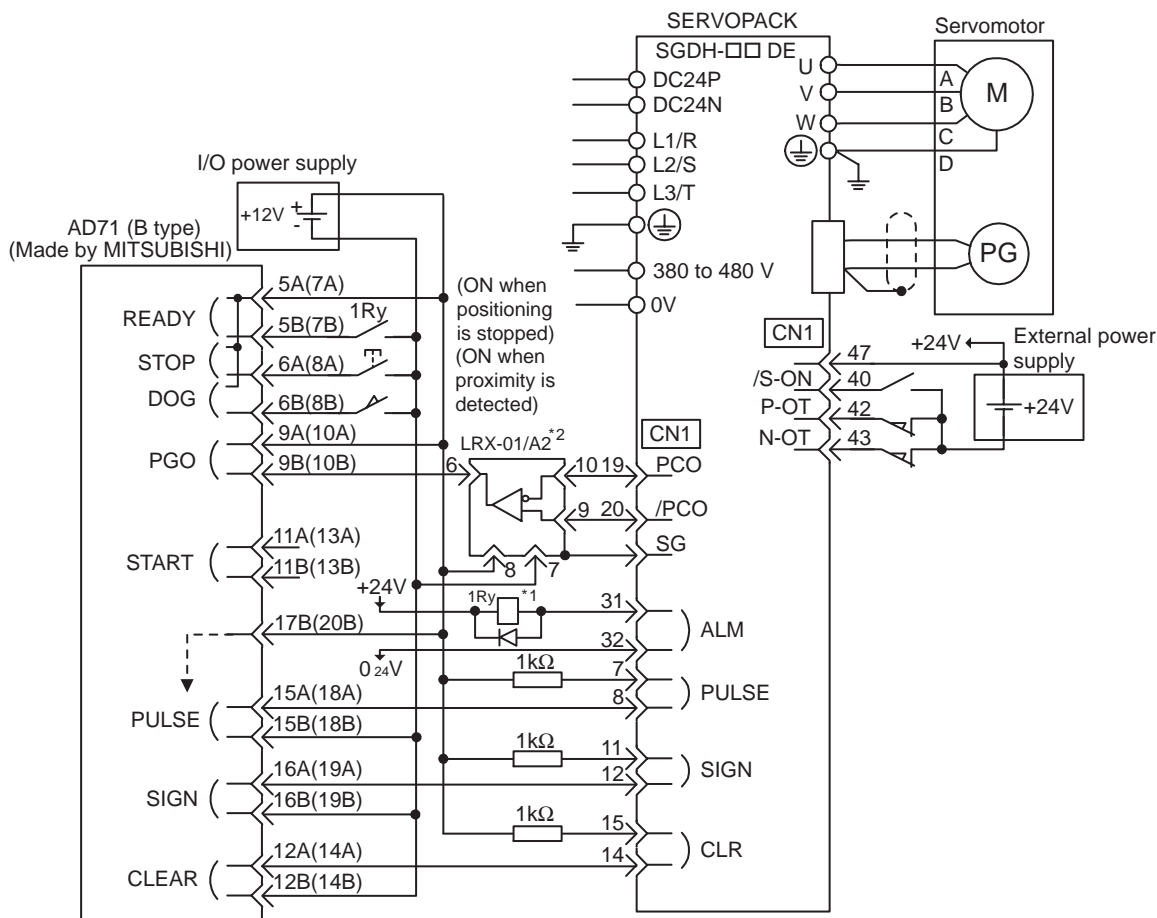 SERVOPACK
SGDH-□□ DE
Servomotor
DC24P
DC24N
L1/R
L2/S
L3/T
380 to 480 V
0V
U
V
W
A
B
C
D
M
PG
I/O power supply
+12V
+
-
AD71 (B type)
(Made by MITSUBISHI)
READY
STOP
DOG
PGO
START
PULSE
SIGN
CLEAR
5A(7A)
5B(7B)
1Ry
6A(8A)
6B(8B)
9A(10A)
9B(10B)
11A(13A)
11B(13B)
17B(20B)
15A(18A)
15B(18B)
16A(19A)
16B(19B)
12A(14A)
12B(14B)
(ON when
positioning
is stopped)
(ON when
proximity is
detected)
LRX-01/A2*2
6
10
9
8
7
+24V
1Ry
*1
0 24V
1kΩ
1kΩ
1kΩ
CN1
19 PCO
20 /PCO
SG
31
32
ALM
7
8
PULSE
11
12
SIGN
15
14
CLR
CN1
47
/S-ON 40
P-OT 42
N-OT 43
+24V
External power
supply
+24V